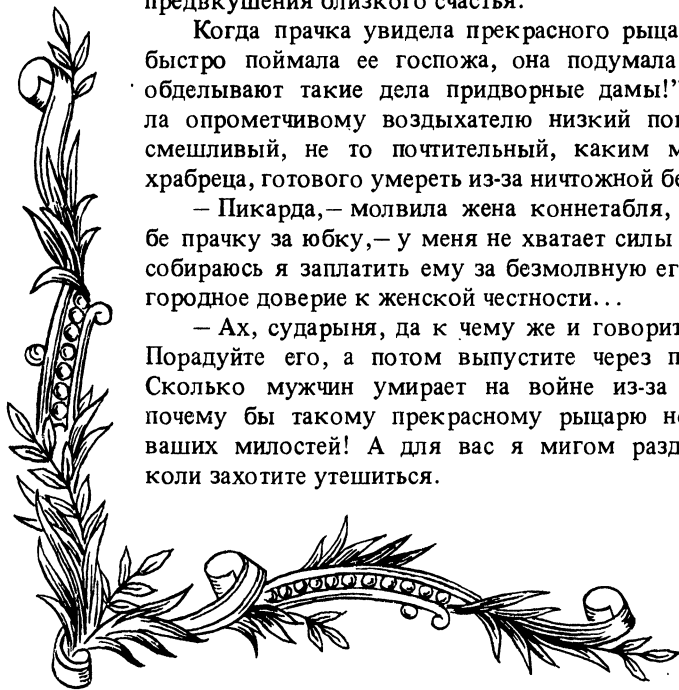 предвкушения близкого счастья.
Когда прачка увидела прекрасного рыца
быстро поймала ее госпожа, она подумала
обделывают такие дела придворные дамы!”
ла опрометчивому воздыхателю низкий пок
смешливый, не то почтительный, каким м
храбреца, готового умереть из-за ничтожной бе
— Пикарда,— молвила жена коннетабля,
бе прачку за юбку,— у меня не хватает силы
собираюсь я заплатить ему за безмолвную ег
городное доверие к женской честности...
— Ах, сударыня, да к чему же и говорит
Порадуйте его, а потом выпустите через п
Сколько мужчин умирает на войне из-за
почему бы такому прекрасному рыцарю н
ваших милостей! А для вас я мигом разд
коли захотите утешиться.